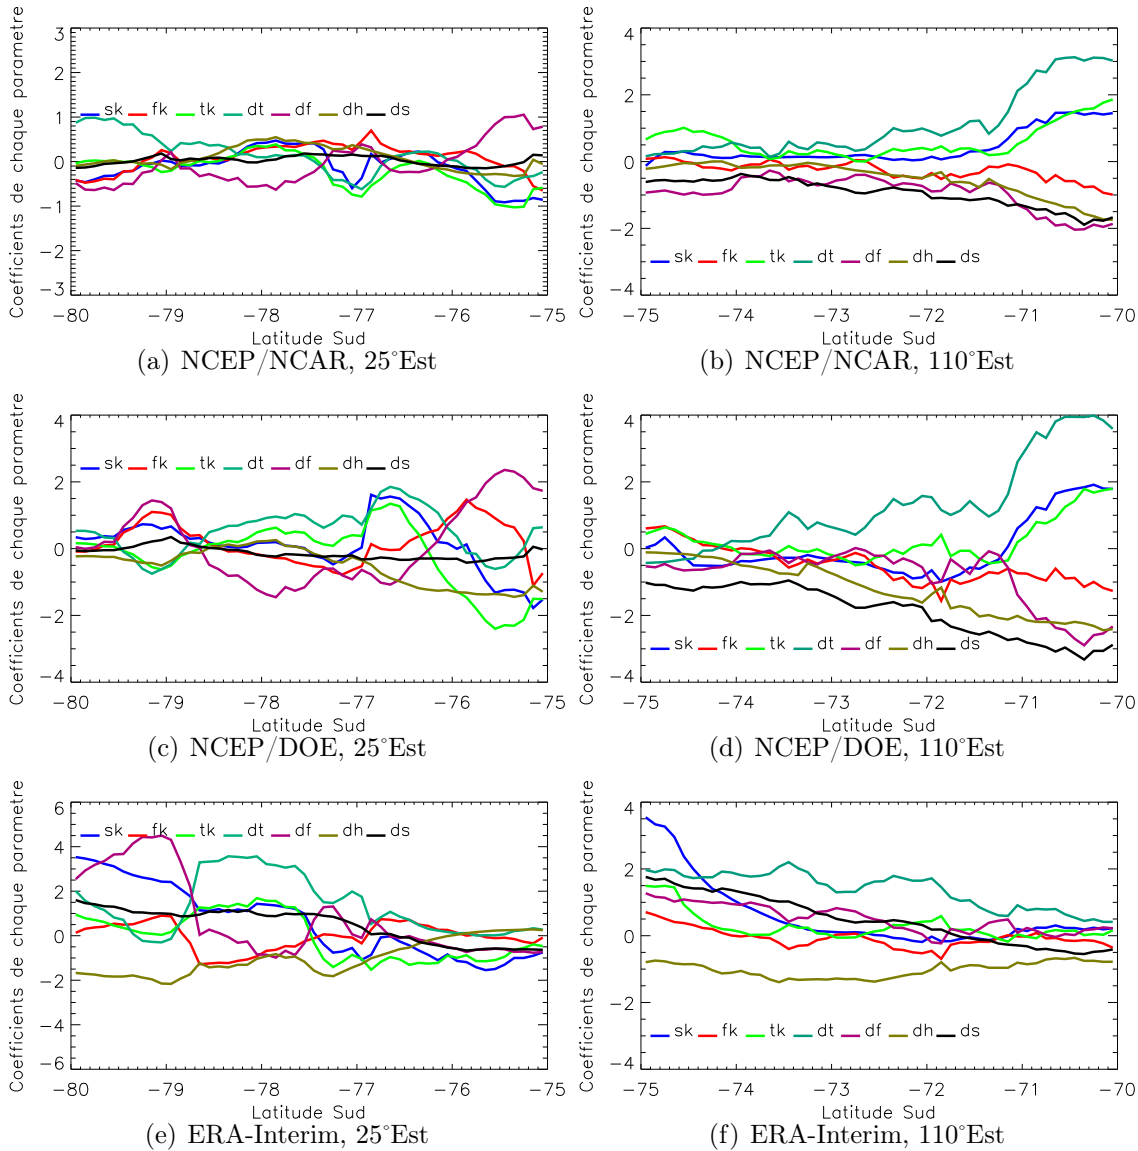 Coefficients de chaque parametre
3
2
1
0
−1
−2
−3
sk fk tk dt df dh ds
−80 −79 −78 −77 −76 −75
Latitude Sud
(a) NCEP/NCAR, 25°Est
Coefficients de chaque parametre
4
2
0
−2
−4
sk fk tk dt df dh ds
−75 −74 −73 −72 −71 −70
Latitude Sud
(b) NCEP/NCAR, 110°Est
Coefficients de chaque parametre
4
2
0
−2
−4
sk fk tk dt df dh ds
−80 −79 −78 −77 −76 −75
Latitude Sud
(c) NCEP/DOE, 25°Est
Coefficients de chaque parametre
4
2
0
−2
−4
sk fk tk dt df dh ds
−75 −74 −73 −72 −71 −70
Latitude Sud
(d) NCEP/DOE, 110°Est
Coefficients de chaque parametre
6
4
2
0
−2
−4
−6
sk fk tk dt df dh ds
−80 −79 −78 −77 −76 −75
Latitude Sud
(e) ERA-Interim, 25°Est
Coefficients de chaque parametre
4
2
0
−2
−4
sk fk tk dt df dh ds
−75 −74 −73 −72 −71 −70
Latitude Sud
(f) ERA-Interim, 110°Est